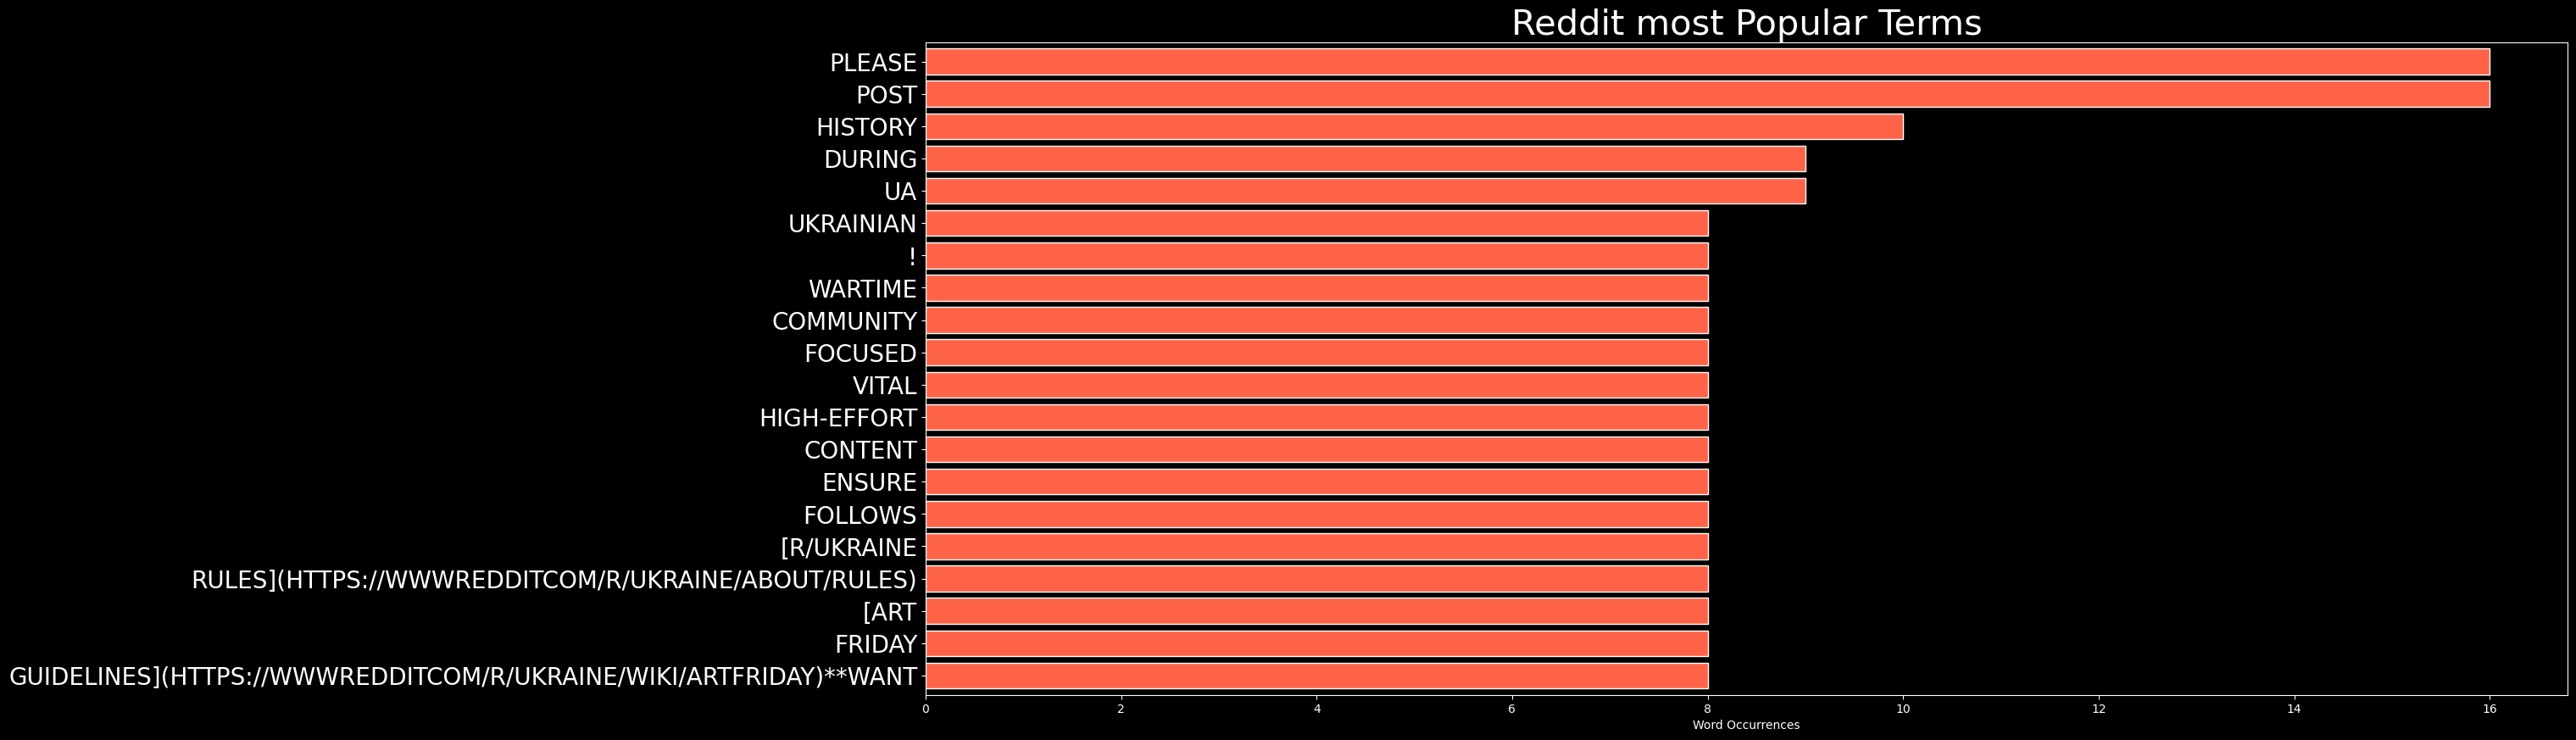 Reddit most Popular Terms
PLEASE
POST
HISTORY
DURING
UA
UKRAINIAN
!
WARTIME
COMMUNITY
FOCUSED
VITAL
HIGH-EFFORT
CONTENT
ENSURE
FOLLOWS
[R/UKRAINE
RULES](HTTPS://WWWREDDITCOM/R/UKRAINE/ABOUT/RULES)
[ART
FRIDAY
GUIDELINES](HTTPS://WWWREDDITCOM/R/UKRAINE/WIKI/ARTFRIDAY)**WANT
0 2 4 6 8 10 12 14 16
Word Occurrences